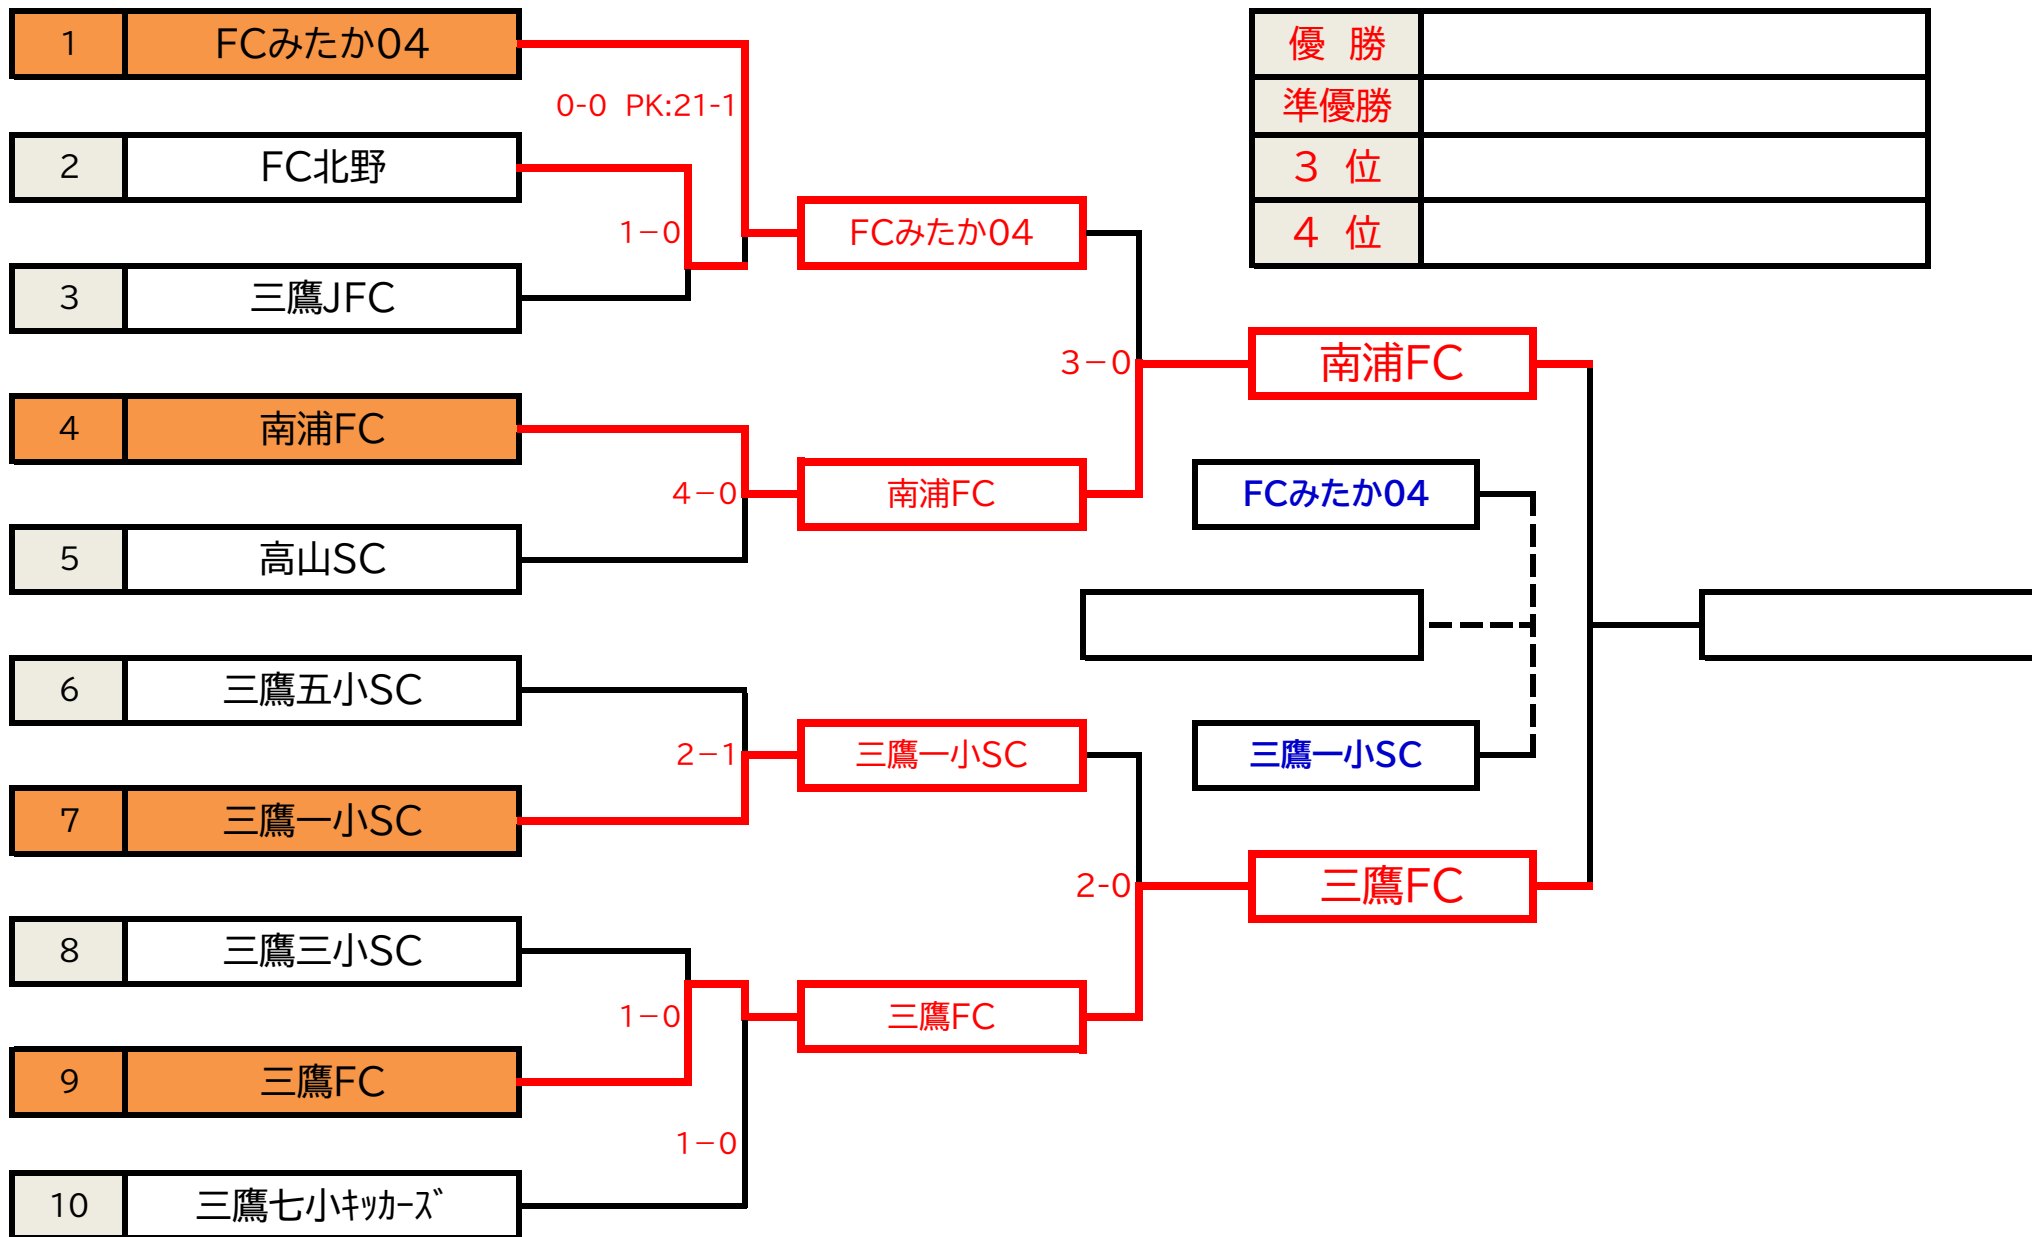 1 FCみたか04
0-0 PK:21-1
2 FC北野
1－0
3 三鷹JFC
4 南浦FC
4－0
5 高山SC
6 三鷹五小SC
2－1
7 三鷹一小SC
8 三鷹三小SC
1－0
9 三鷹FC
1－0
10 三鷹七小ｷｯｶｰｽﾞ
FCみたか04
3－0
南浦FC
三鷹一小SC
2-0
三鷹FC
優 勝
準優勝
３ 位
４ 位
南浦FC
FCみたか04
三鷹一小SC
三鷹FC